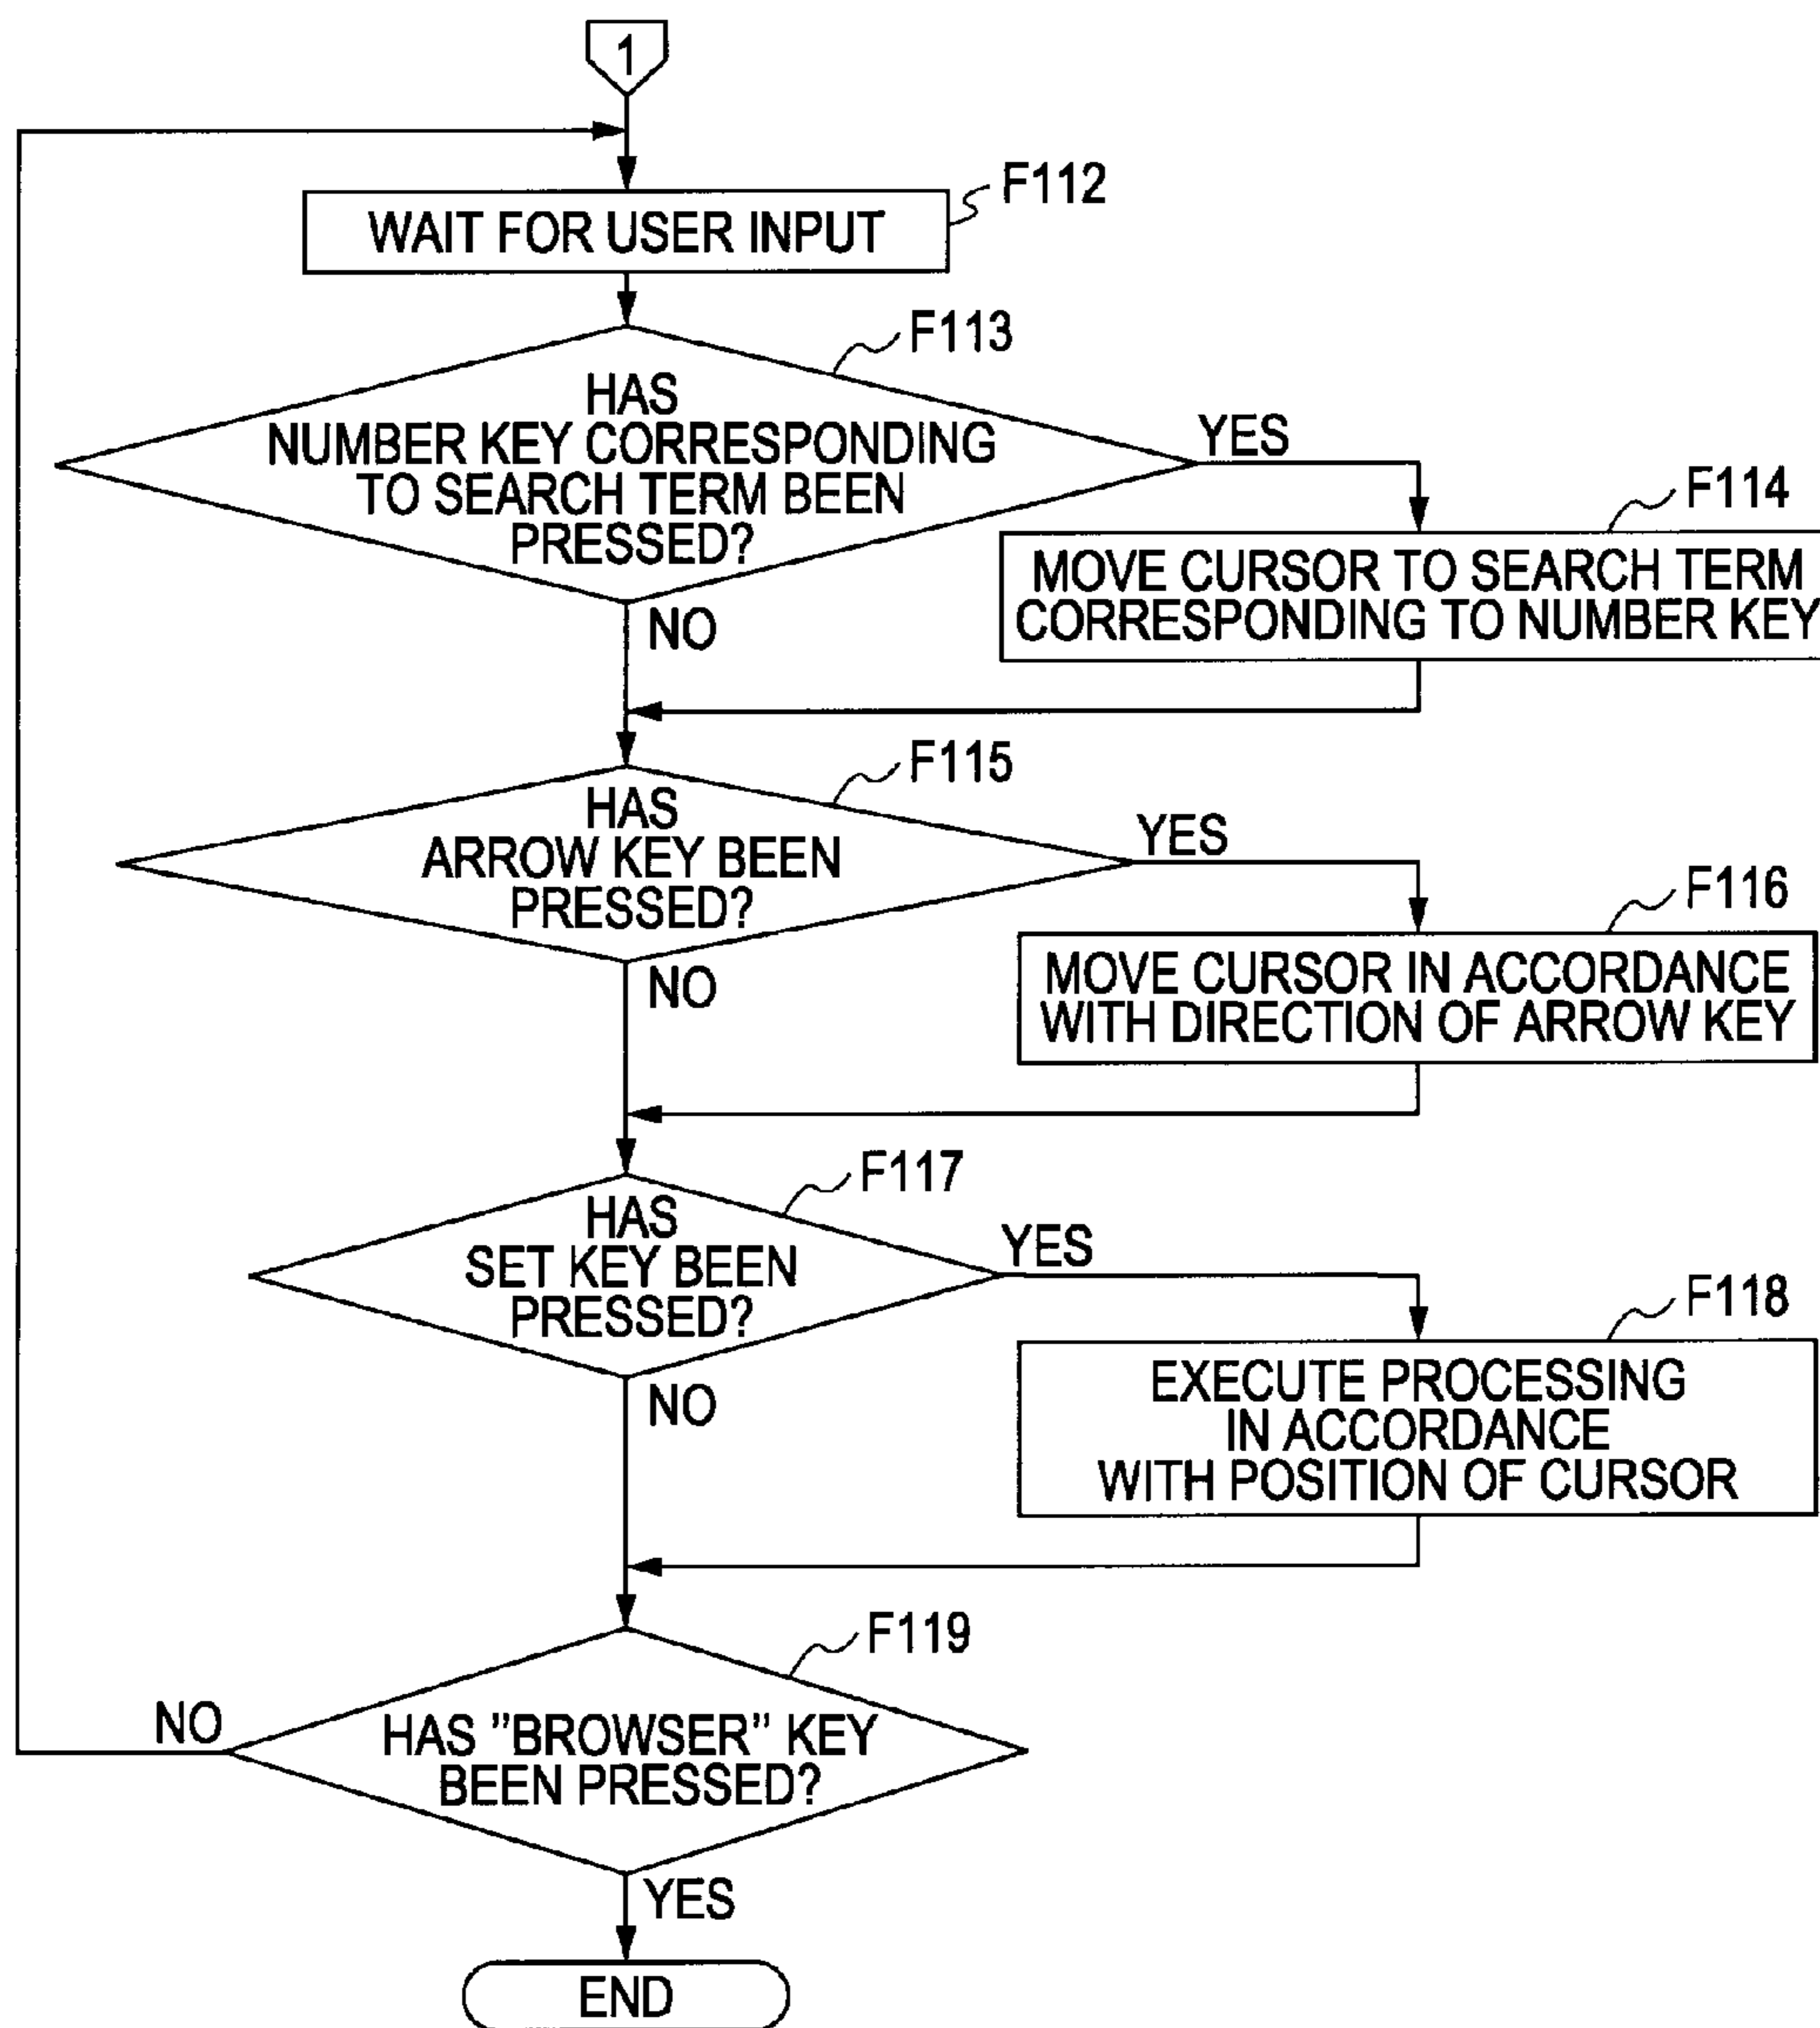 1
F112
WAIT FOR USER INPUT
F113
HAS
NUMBER KEY CORRESPONDING
TO SEARCH TERM BEEN
PRESSED?
YES
NO
F114
MOVE CURSOR TO SEARCH TERM
CORRESPONDING TO NUMBER KEY
F115
HAS
ARROW KEY BEEN
PRESSED?
YES
NO
F116
MOVE CURSOR IN ACCORDANCE
WITH DIRECTION OF ARROW KEY
F117
HAS
SET KEY BEEN
PRESSED?
YES
NO
F118
EXECUTE PROCESSING
IN ACCORDANCE
WITH POSITION OF CURSOR
F119
NO
HAS "BROWSER" KEY
BEEN PRESSED?
YES
END